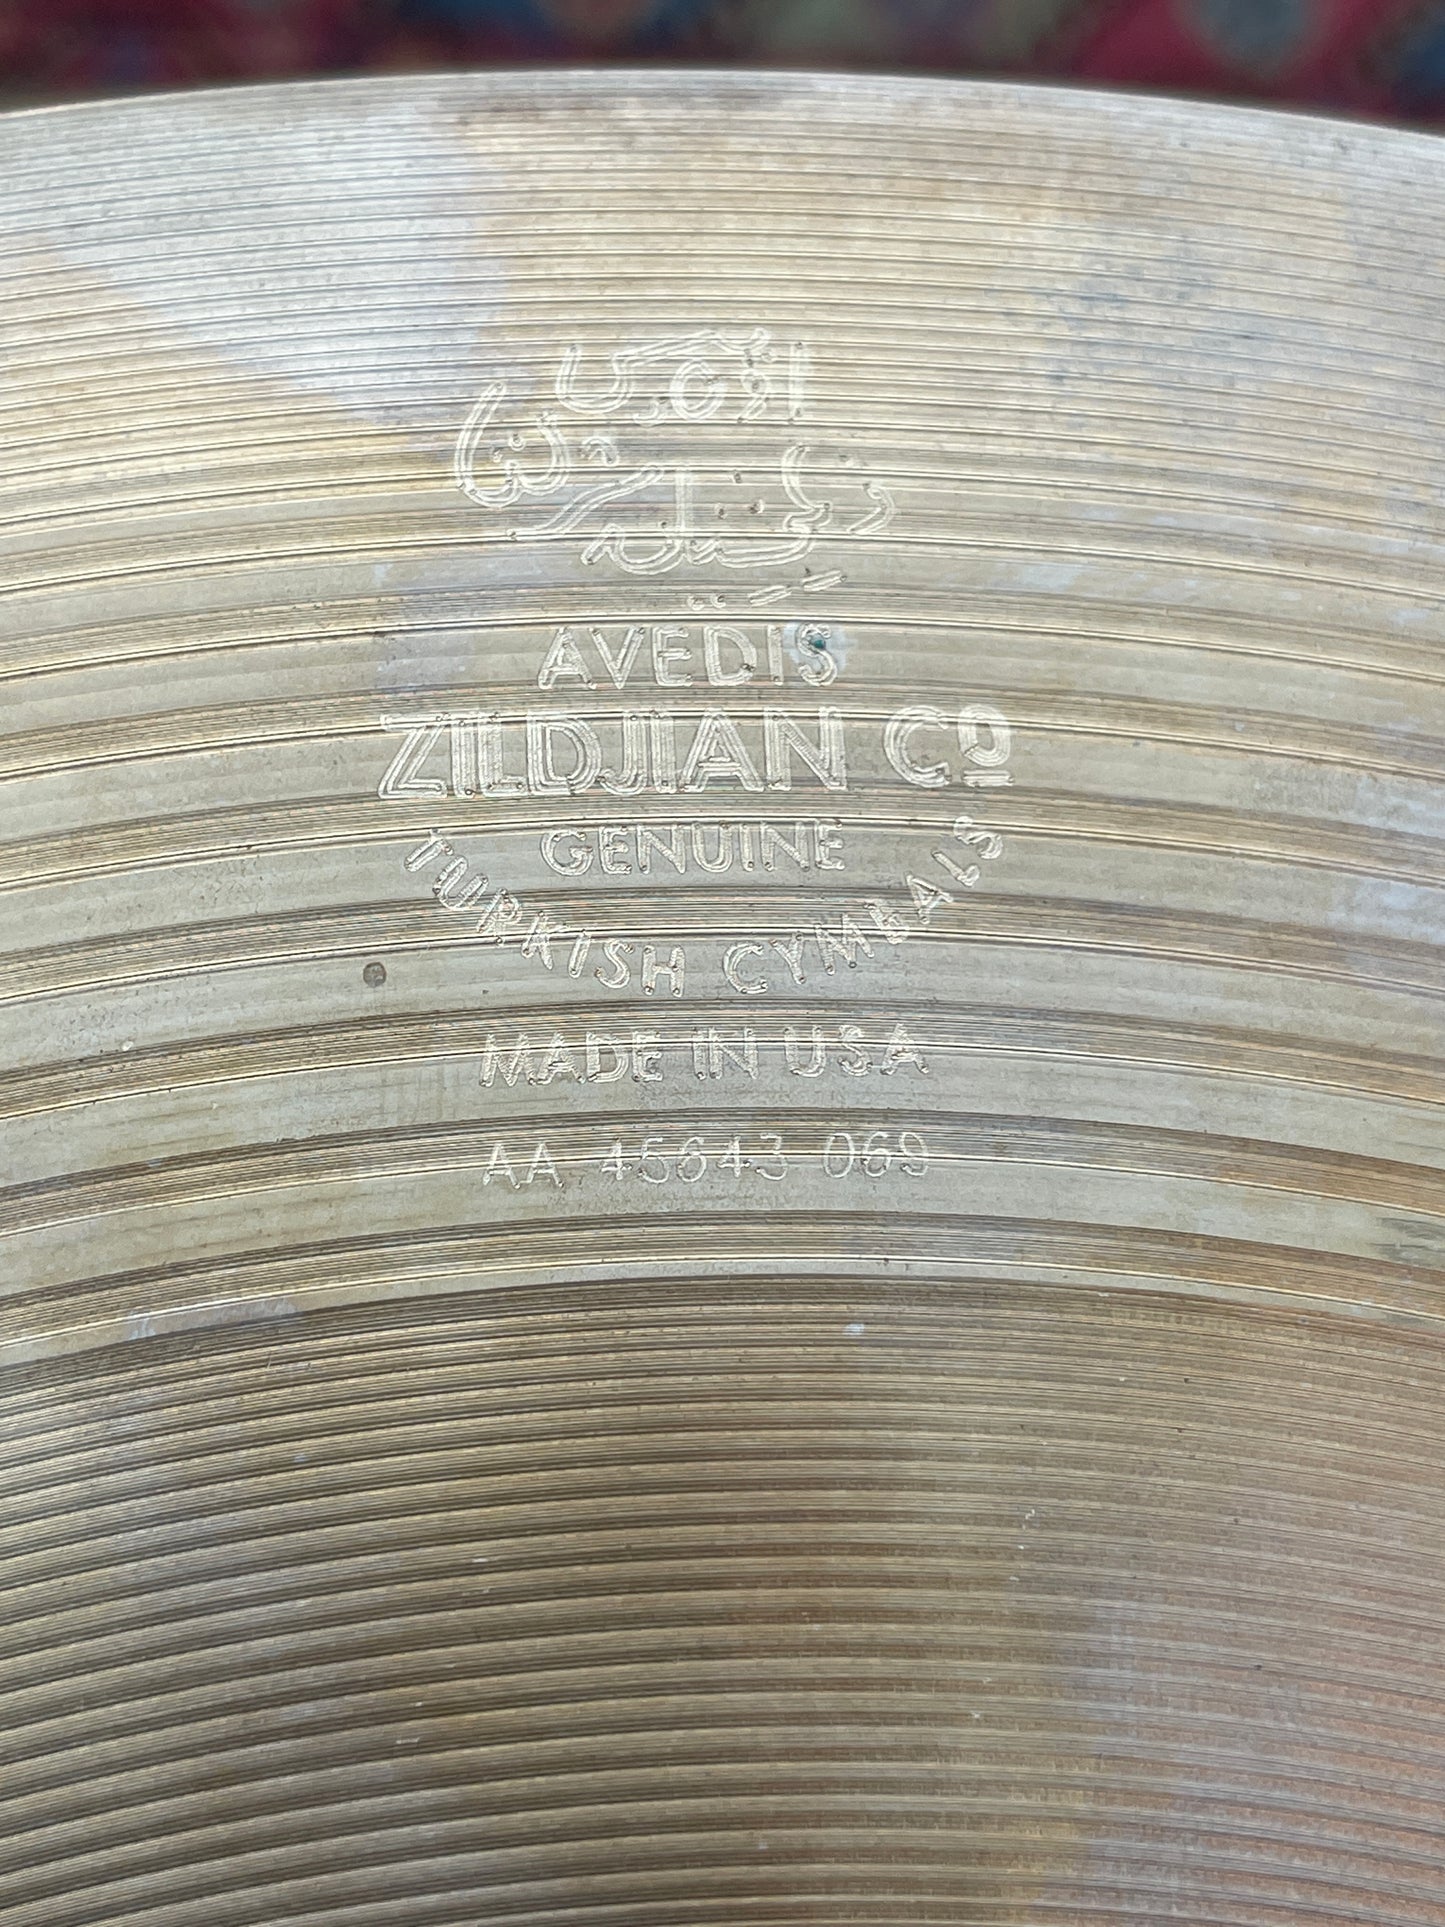 AVEDIS
ZILDJIAN CO
GENUINE
TURKISH CYMBALS
MADE IN USA
AA 45643 069